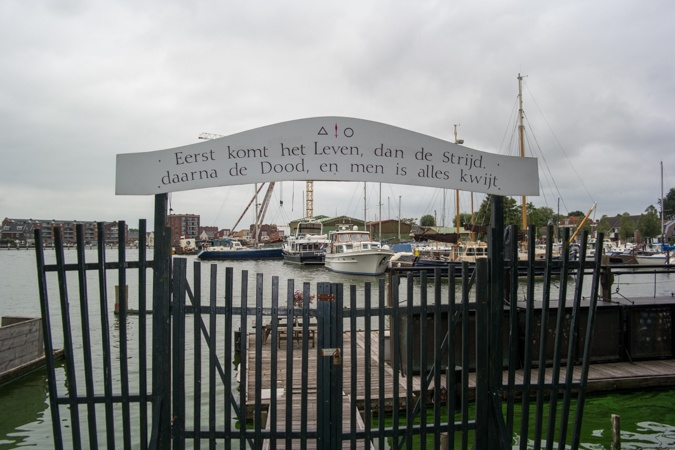 · Eerst komt het Leven, dan de Strijd, ·
· daarna de Dood, en men is alles kwijt. ·